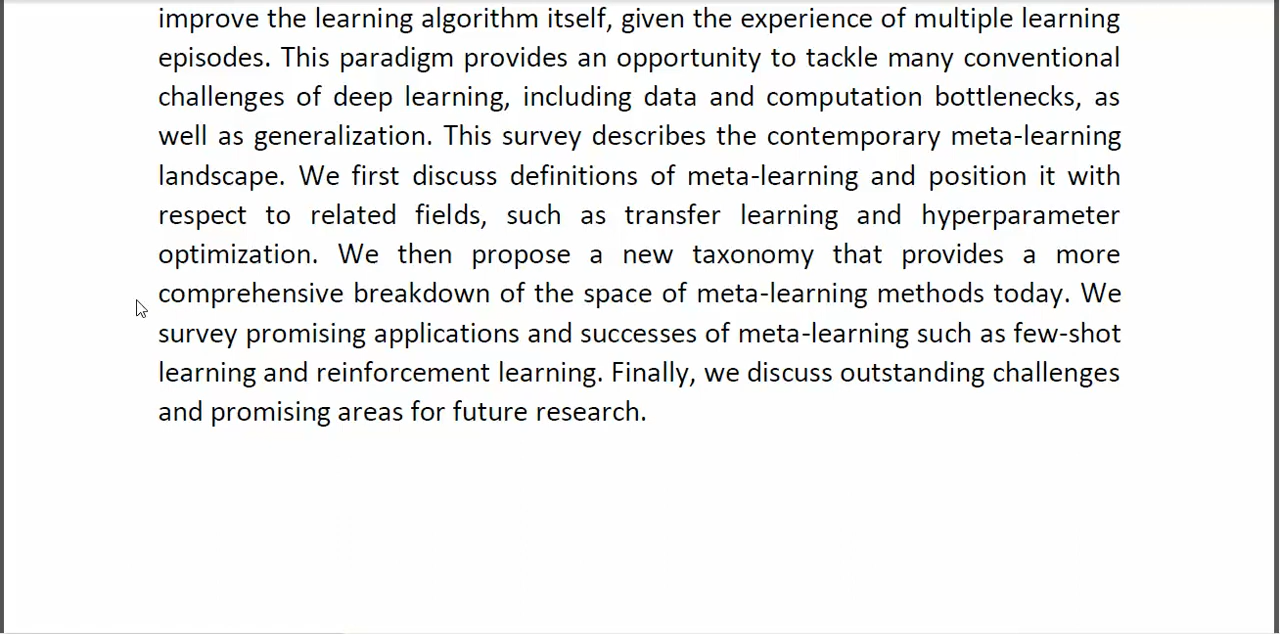 improve the learning algorithm itself, given the experience of multiple learning
episodes. This paradigm provides an opportunity to tackle many conventional
challenges of deep learning, including data and computation bottlenecks, as
well as generalization. This survey describes the contemporary meta-learning
landscape. We first discuss definitions of meta-learning and position it with
respect to related fields, such as transfer learning and hyperparameter
optimization. We then propose a new taxonomy that provides a more
comprehensive breakdown of the space of meta-learning methods today. We
survey promising applications and successes of meta-learning such as few-shot
learning and reinforcement learning. Finally, we discuss outstanding challenges
and promising areas for future research.